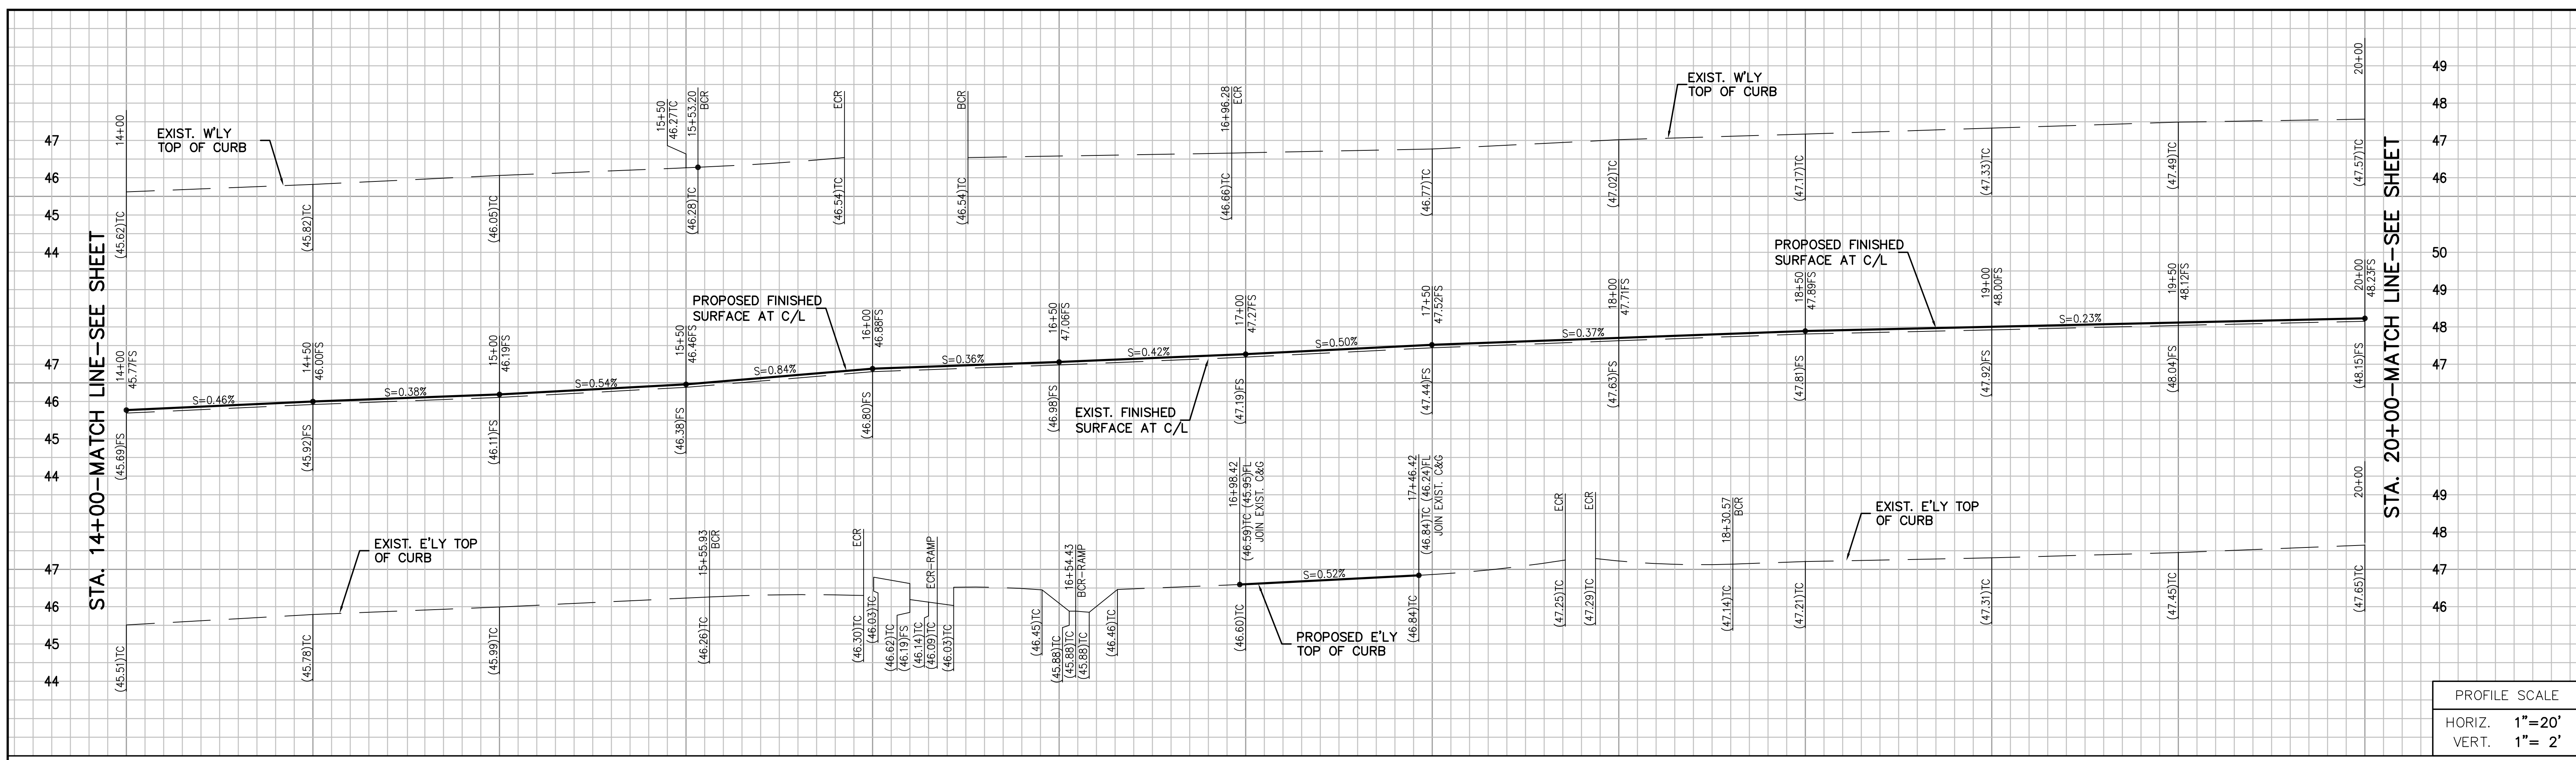 49
48
47
46
47
46
45
44
14+00
EXIST. W'LY
TOP OF CURB
15+50
46.27TC
15+53.20
BCR
ECR
BCR
16+96.28
ECR
EXIST. W'LY
TOP OF CURB
20+00
(45.62)TC
(45.82)TC
(46.05)TC
(46.28)TC
(46.54)TC
(46.54)TC
(46.66)TC
(46.77)TC
(47.02)TC
(47.17)TC
(47.33)TC
(47.49)TC
(47.57)TC
STA. 14+00-MATCH LINE-SEE SHEET
STA. 20+00-MATCH LINE-SEE SHEET
50
49
48
47
47
46
45
44
PROPOSED FINISHED
SURFACE AT C/L
PROPOSED FINISHED
SURFACE AT C/L
14+00
45.77FS
14+50
46.00FS
15+00
46.19FS
15+50
46.46FS
16+00
46.88FS
16+50
47.06FS
17+00
47.27FS
17+50
47.52FS
18+00
47.71FS
18+50
47.89FS
19+00
48.00FS
19+50
48.12FS
20+00
48.23FS
S=0.46%
S=0.38%
S=0.54%
S=0.84%
S=0.36%
S=0.42%
S=0.50%
S=0.37%
S=0.23%
EXIST. FINISHED
SURFACE AT C/L
(45.69)FS
(45.92)FS
(46.11)FS
(46.38)FS
(46.80)FS
(46.98)FS
(47.19)FS
(47.44)FS
(47.63)FS
(47.81)FS
(47.92)FS
(48.04)FS
(48.15)FS
49
48
47
46
47
46
45
44
EXIST. E'LY TOP
OF CURB
15+55.93
BCR
ECR
ECR-RAMP
16+54.43
BCR-RAMP
16+98.42
(46.59)TC (45.95)FL
JOIN EXIST. C&G
17+46.42
(46.84)TC (46.24)FL
JOIN EXIST. C&G
ECR
ECR
18+30.57
BCR
EXIST. E'LY TOP
OF CURB
20+00
S=0.52%
PROPOSED E'LY
TOP OF CURB
(45.51)TC
(45.78)TC
(45.99)TC
(46.26)TC
(46.30)TC
(46.03)TC
(46.62)TC
(46.19)FS
(46.14)TC
(46.09)TC
(46.03)TC
(46.45)TC
(45.88)TC
(45.88)TC
(45.88)TC
(46.46)TC
(46.60)TC
(46.84)TC
(47.25)TC
(47.29)TC
(47.14)TC
(47.21)TC
(47.31)TC
(47.45)TC
(47.65)TC
PROFILE SCALE
HORIZ. 1"=20'
VERT. 1"= 2'